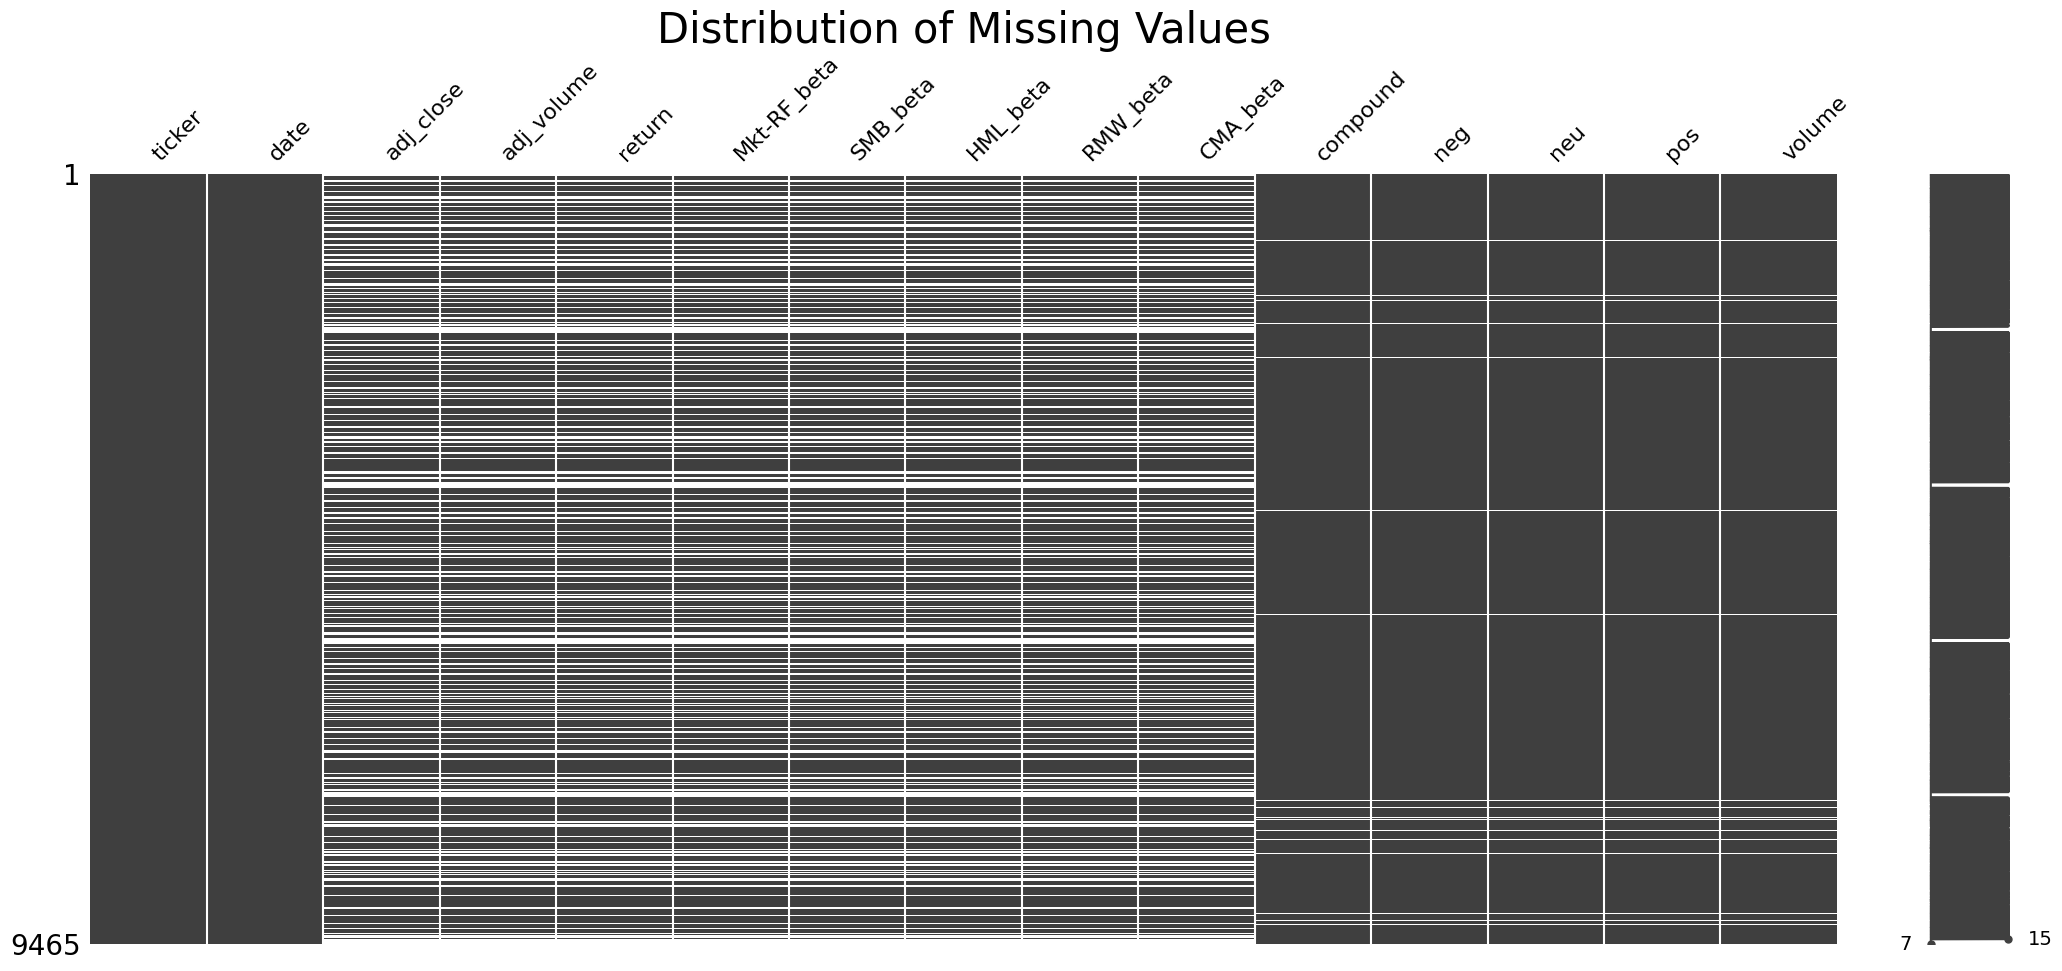 Distribution of Missing Values
ticker
date
adj_close
adj_volume
return
Mkt-RF_beta
SMB_beta
HML_beta
RMW_beta
CMA_beta
compound
neg
neu
pos
volume
1
9465
7
15